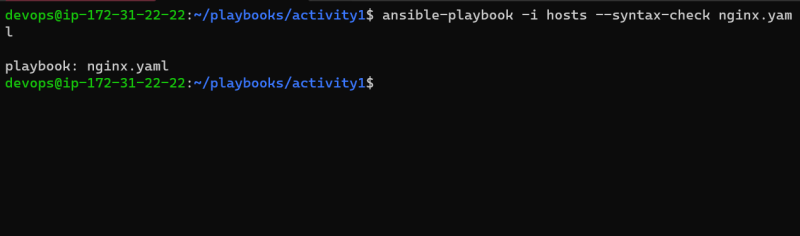 devops@ip-172-31-22-22:~/playbooks/activity1$ ansible-playbook -i hosts --syntax-check nginx.yam
l
playbook: nginx.yaml
devops@ip-172-31-22-22:~/playbooks/activity1$